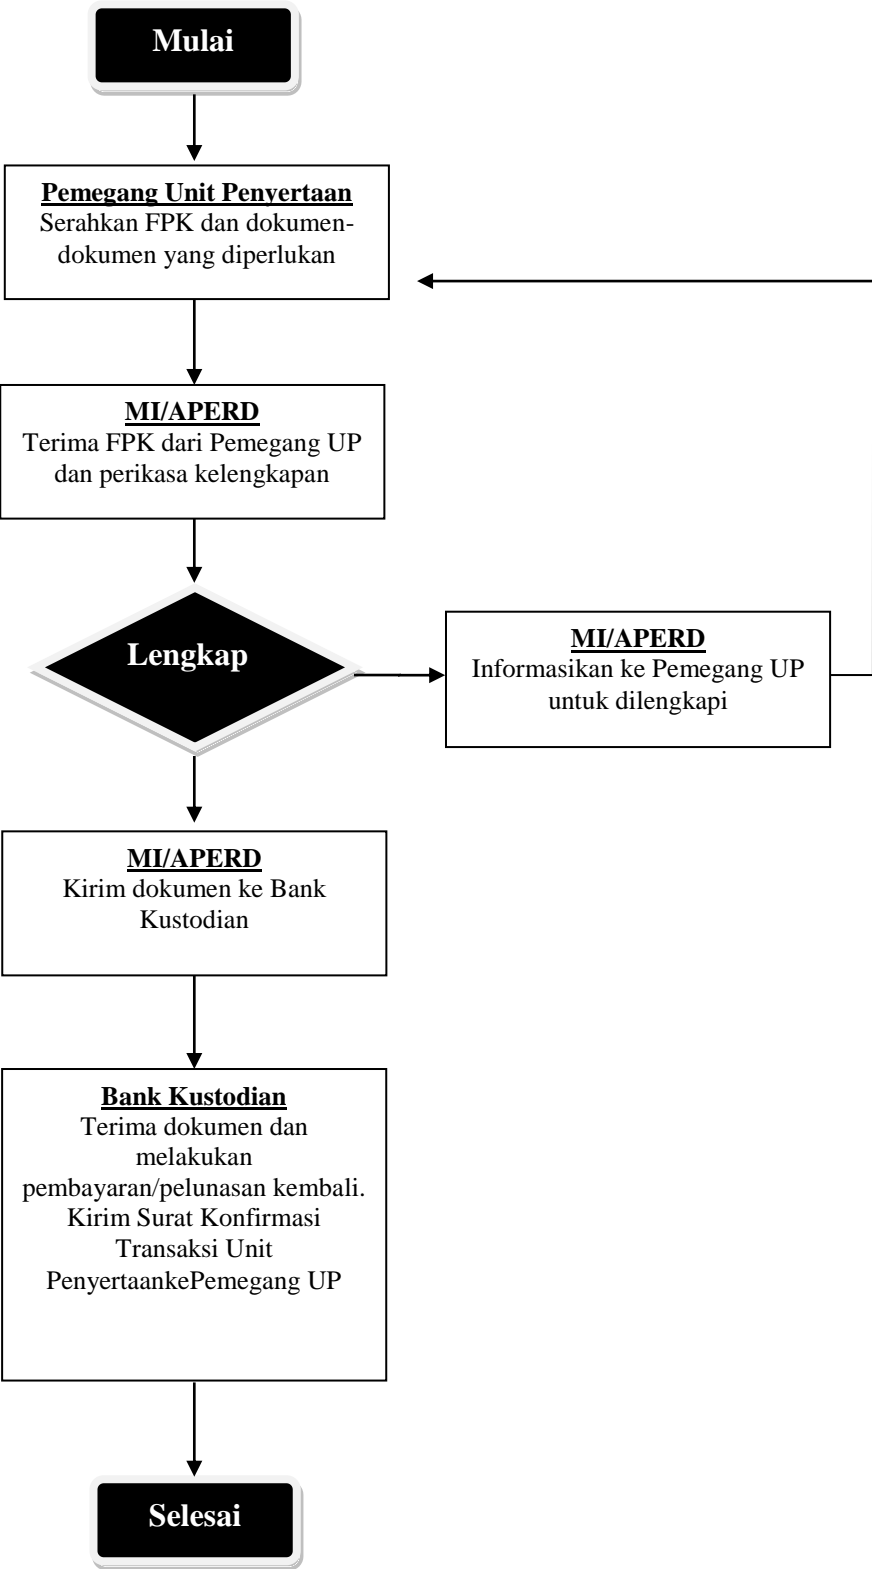 Mulai
Pemegang Unit Penyertaan
Serahkan FPK dan dokumen-
dokumen yang diperlukan
MI/APERD
Terima FPK dari Pemegang UP
dan perikasa kelengkapan
Lengkap
MI/APERD
Informasikan ke Pemegang UP
untuk dilengkapi
MI/APERD
Kirim dokumen ke Bank
Kustodian
Bank Kustodian
Terima dokumen dan
melakukan
pembayaran/pelunasan kembali.
Kirim Surat Konfirmasi
Transaksi Unit
PenyertaankePemegang UP
Selesai